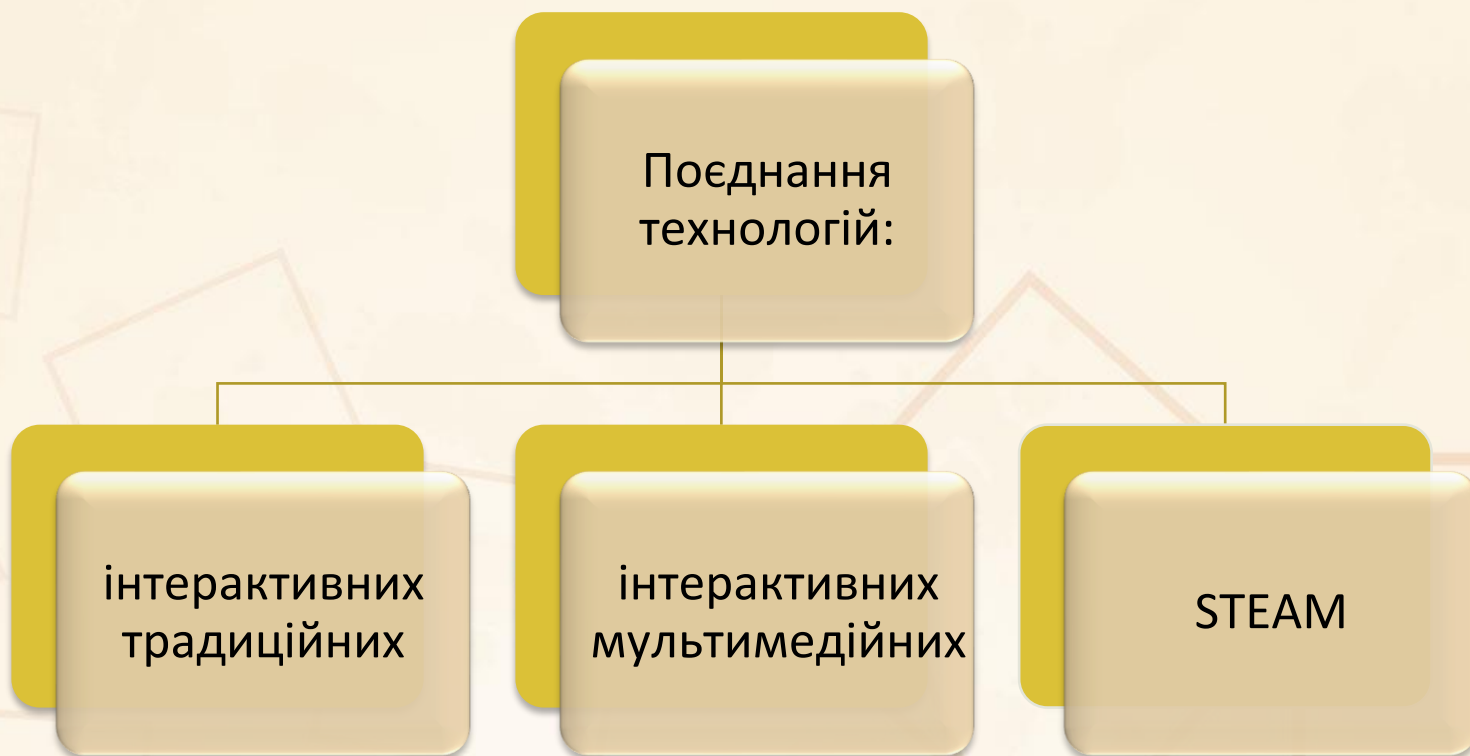 Поєднання
технологій:
інтерактивних
традиційних
інтерактивних
мультимедійних
STEAM